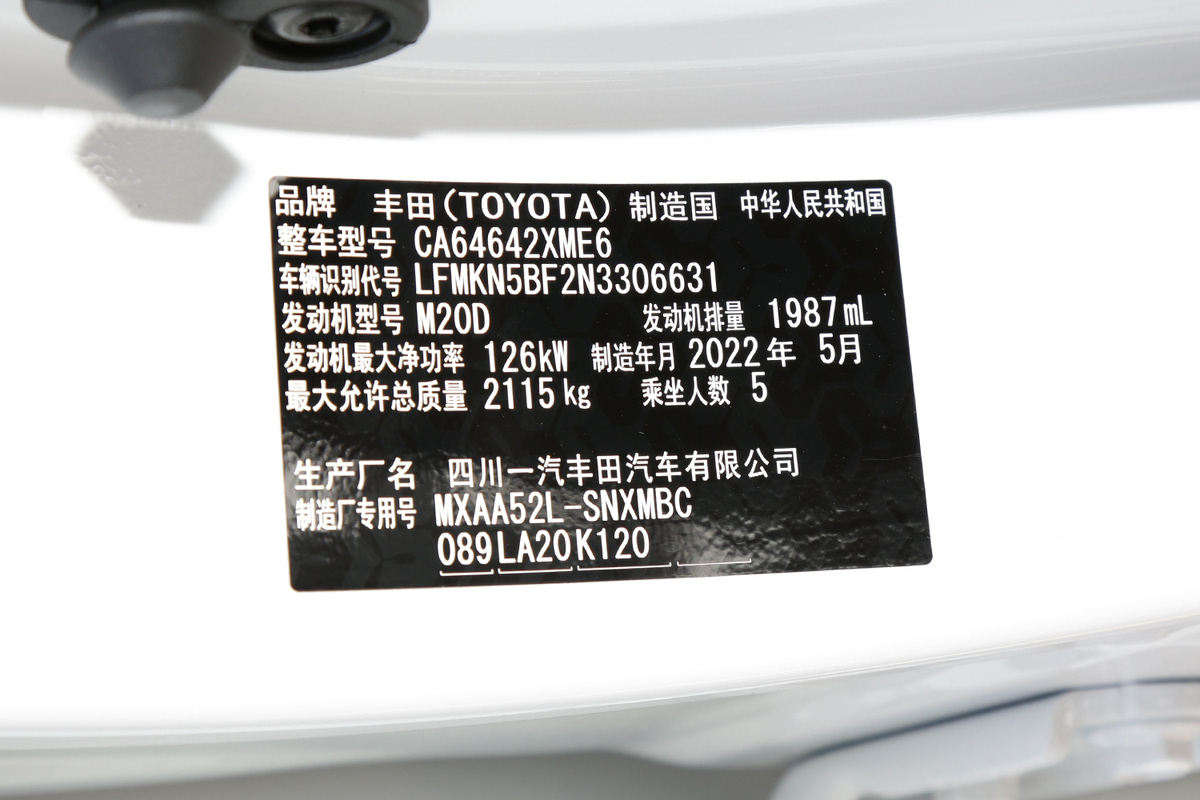 品牌 丰田(TOYOTA) 制造国 中华人民共和国
整车型号 CA64642XME6
车辆识别代号 LFMKN5BF2N3306631
发动机型号 M20D 发动机排量 1987mL
发动机最大净功率 126kW 制造年月 2022年 5月
最大允许总质量 2115kg 乘坐人数 5
生产厂名 四川一汽丰田汽车有限公司
制造厂专用号 MXAA52L-SNXMBC
089 LA20 K120